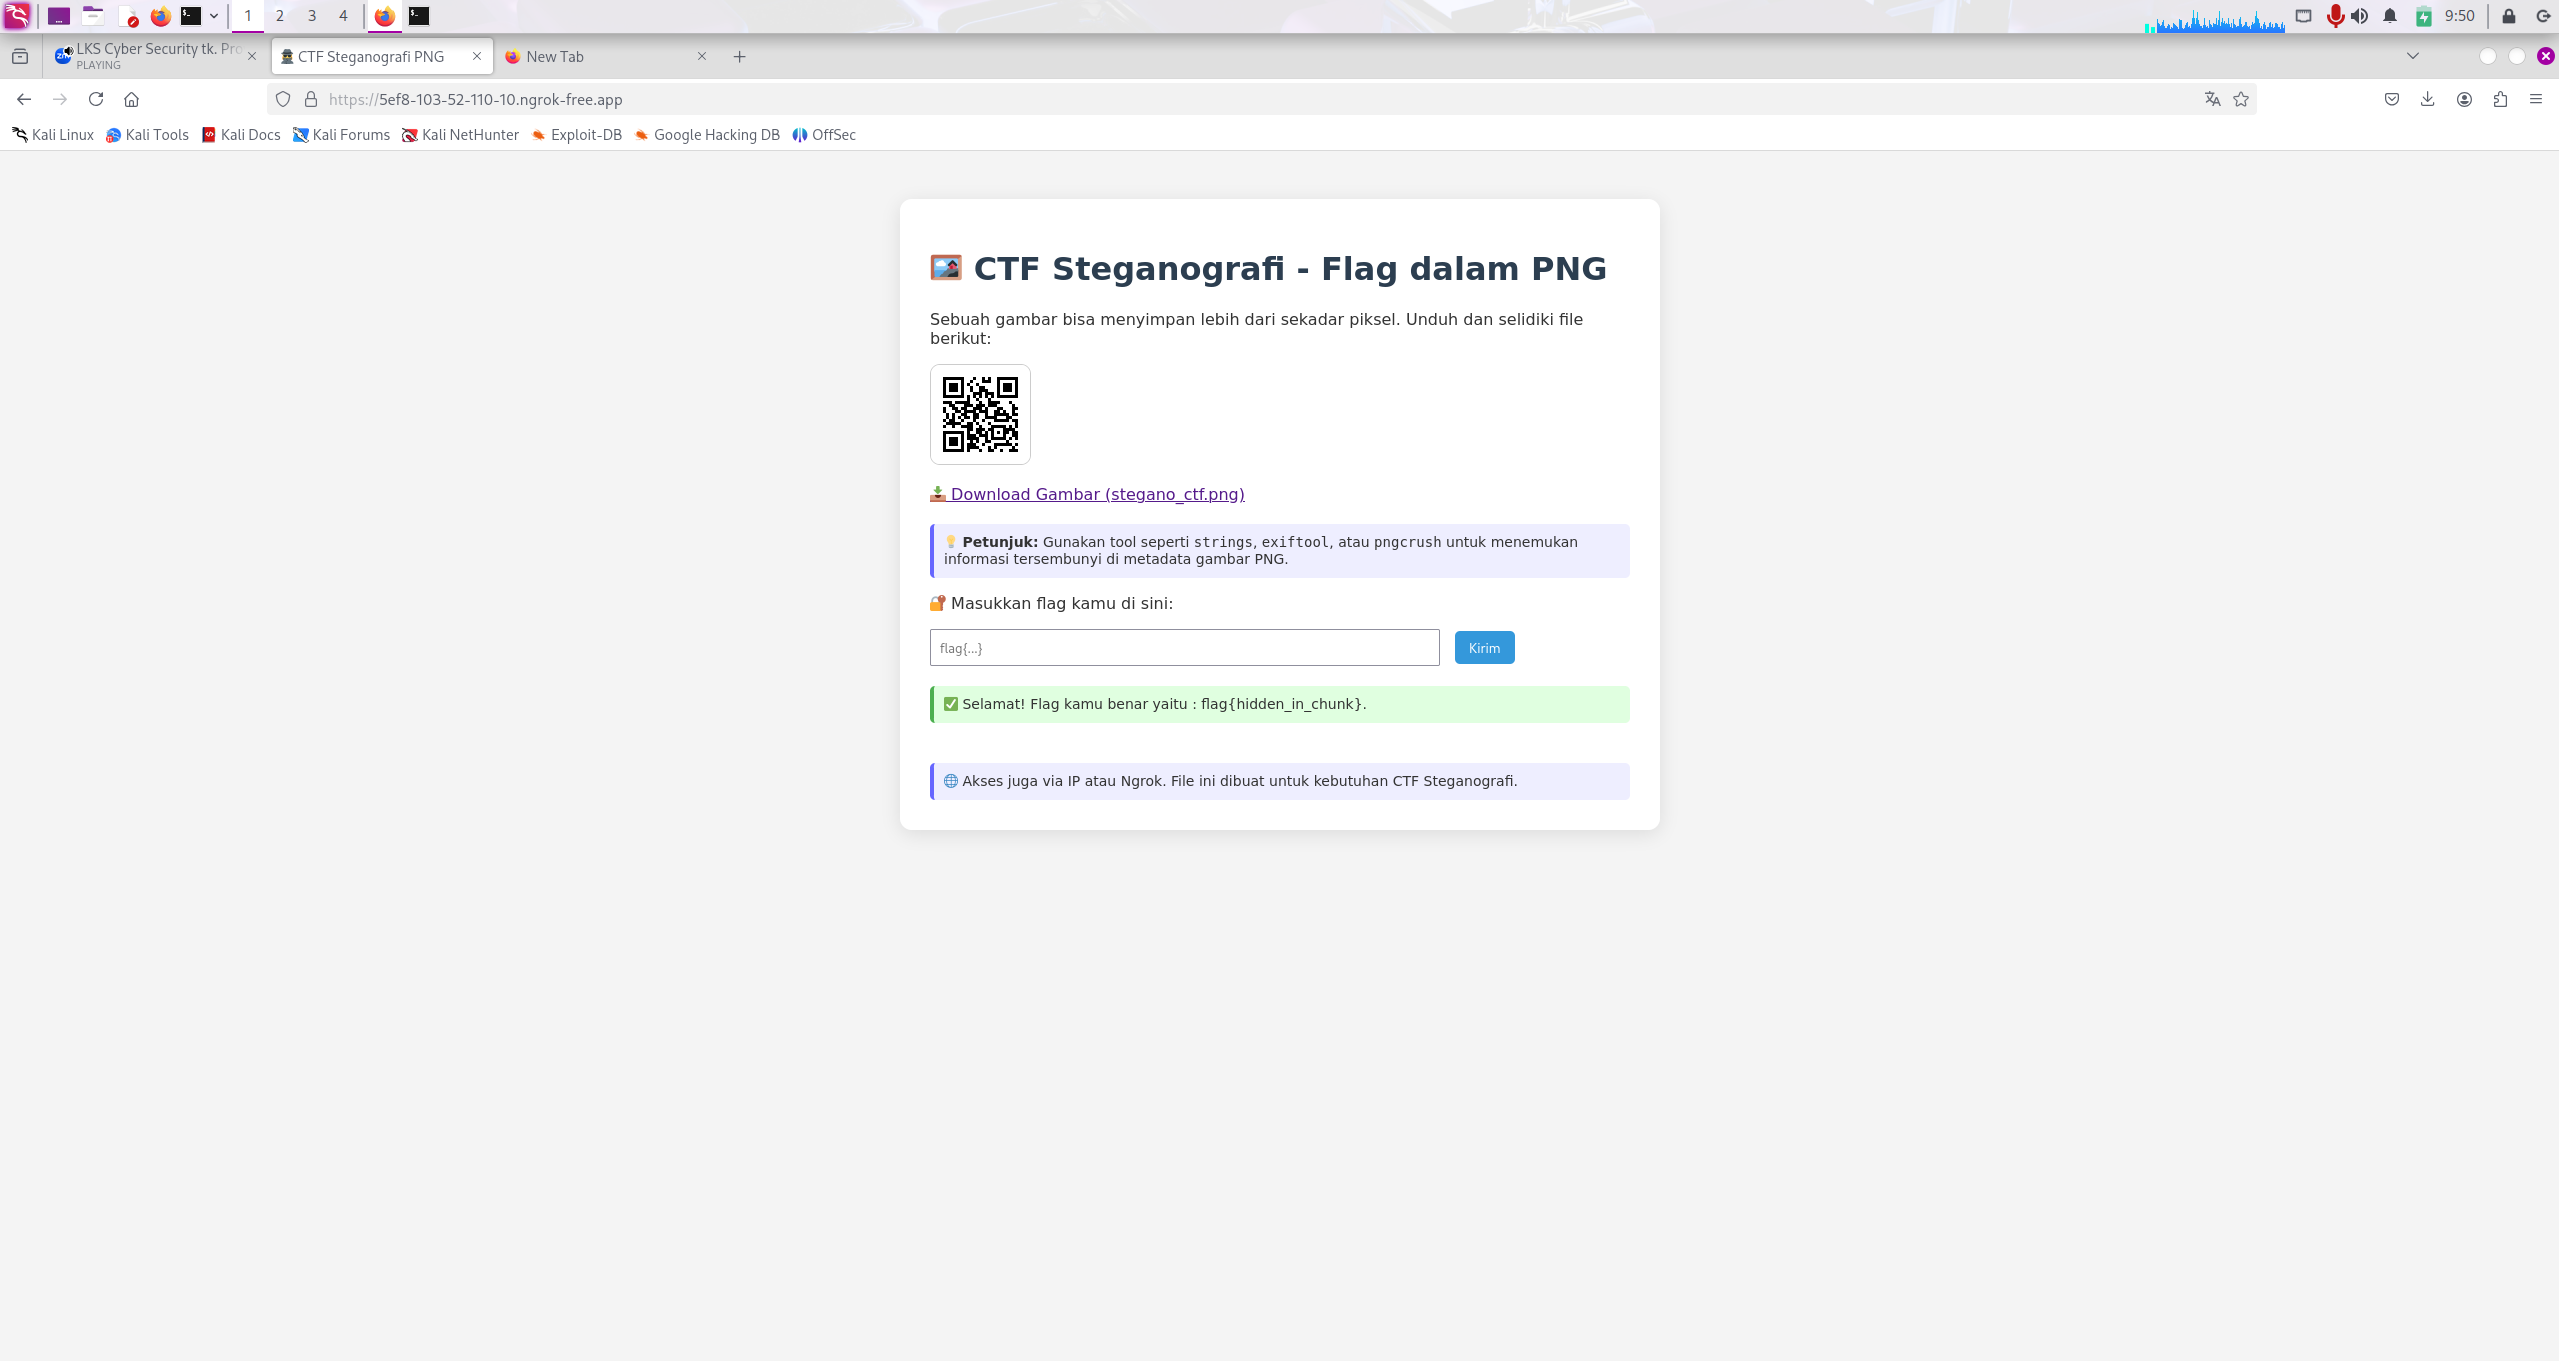 1 2 3 4
9:50
LKS Cyber Security tk. Pro
PLAYING
CTF Steganografi PNG
New Tab
https://5ef8-103-52-110-10.ngrok-free.app
Kali Linux Kali Tools Kali Docs Kali Forums Kali NetHunter Exploit-DB Google Hacking DB OffSec
CTF Steganografi - Flag dalam PNG
Sebuah gambar bisa menyimpan lebih dari sekadar piksel. Unduh dan selidiki file
berikut:
Download Gambar (stegano_ctf.png)
Petunjuk: Gunakan tool seperti strings, exiftool, atau pngcrush untuk menemukan
informasi tersembunyi di metadata gambar PNG.
Masukkan flag kamu di sini:
flag{...}
Kirim
Selamat! Flag kamu benar yaitu : flag{hidden_in_chunk}.
Akses juga via IP atau Ngrok. File ini dibuat untuk kebutuhan CTF Steganografi.